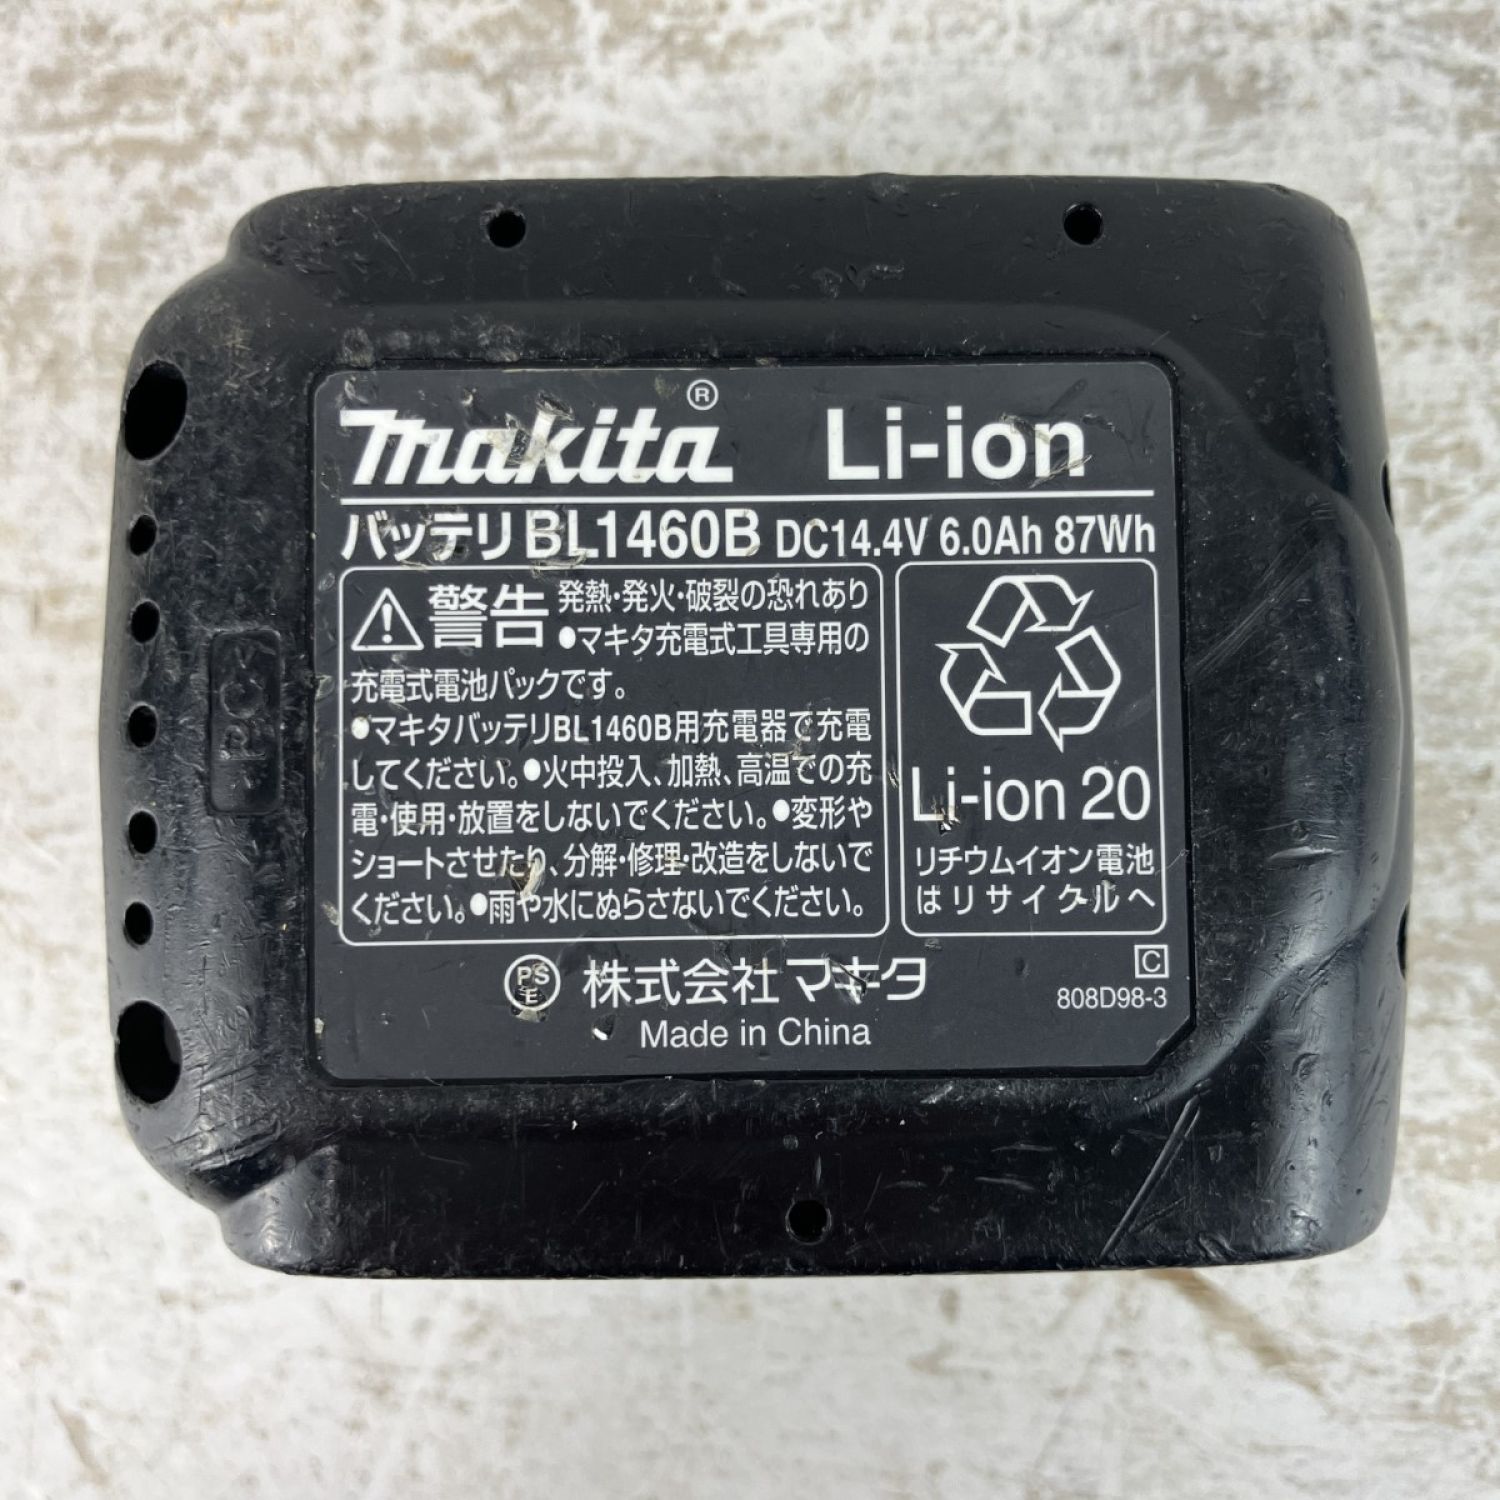 makita® Li-ion
バッテリ BL1460B DC14.4V 6.0Ah 87Wh
警告 発熱・発火・破裂の恐れあり
●マキタ充電式工具専用の
充電式電池パックです。
●マキタバッテリBL1460B用充電器で充電
してください。●火中投入、加熱、高温での充
電・使用・放置をしないでください。●変形や
ショートさせたり、分解・修理・改造をしないで
ください。●雨や水にぬらさないでください。
Li-ion 20
リチウムイオン電池
はリサイクルへ
PSE 株式会社マキタ
Made in China
C
808D98-3
>PC<